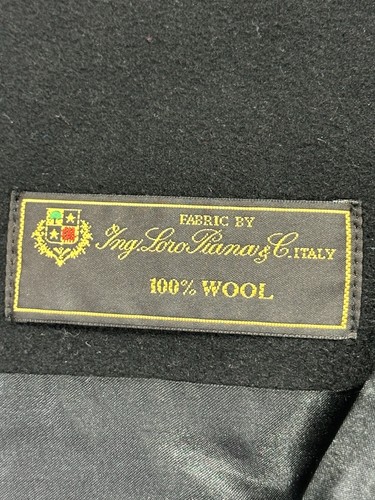 FABRIC BY
Ing. Loro Piana & C. ITALY
100% WOOL